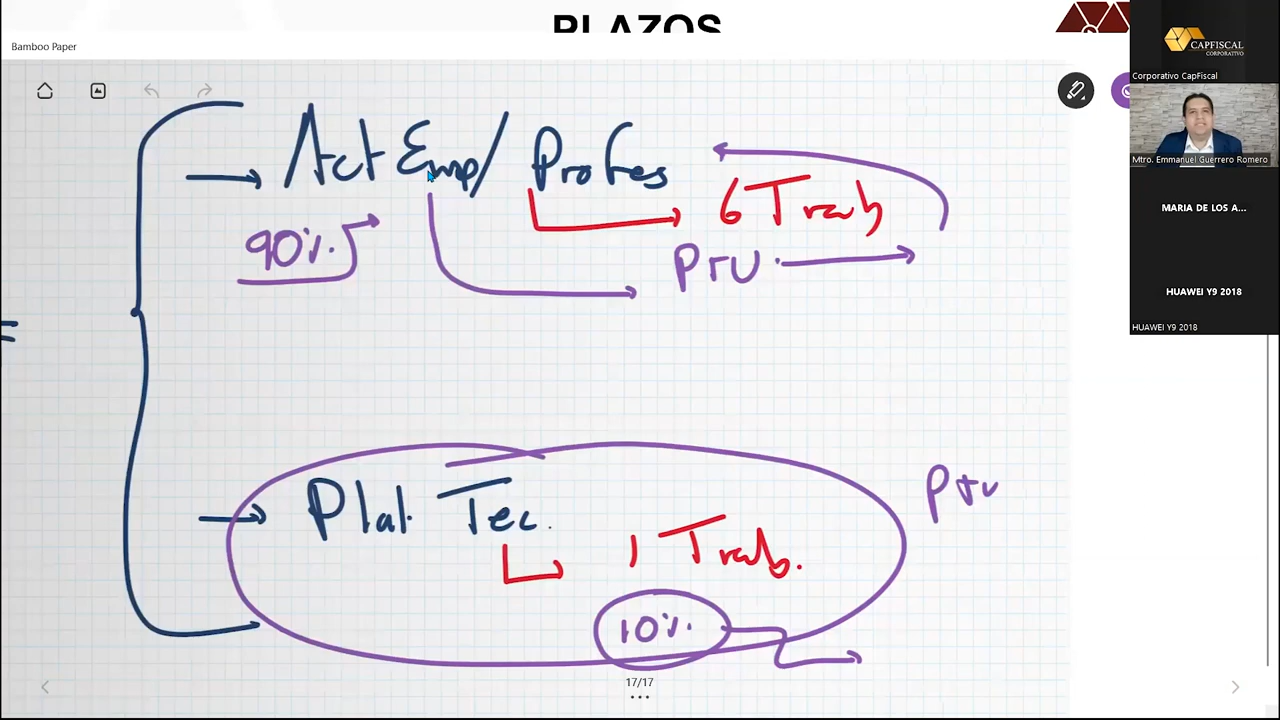 PLAZOS
Bamboo Paper
CAPFISCAL
CORPORATIVO
Corporativo CapFiscal
Mtro. Emmanuel Guerrero Romero
MARIA DE LOS A...
HUAWEI Y9 2018
HUAWEI Y9 2018
→ Act Emp/ Profes
6 Trab
90%.
PTU
=
→ Plat. Tec.
PTU
1 Trab.
10%.
17/17